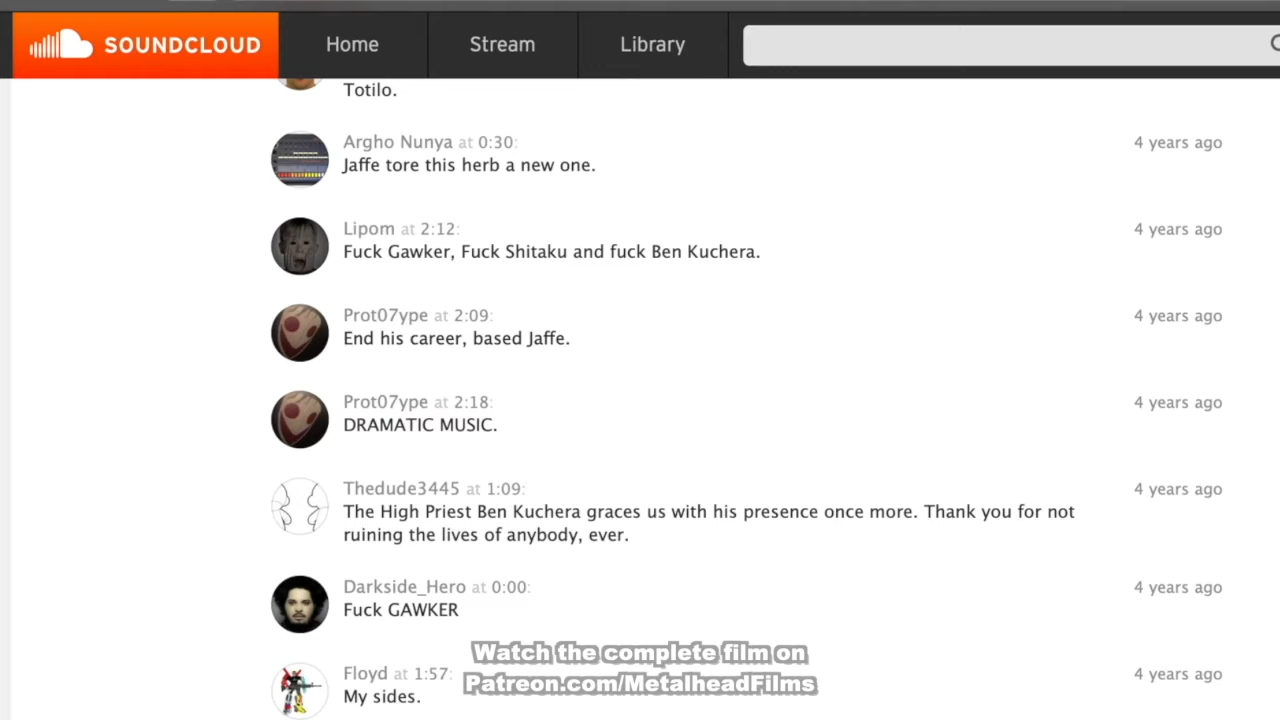 SOUNDCLOUD Home Stream Library
Totilo.
Argho Nunya at 0:30: 4 years ago
Jaffe tore this herb a new one.
Lipom at 2:12: 4 years ago
Fuck Gawker, Fuck Shitaku and fuck Ben Kuchera.
Prot07ype at 2:09: 4 years ago
End his career, based Jaffe.
Prot07ype at 2:18: 4 years ago
DRAMATIC MUSIC.
Thedude3445 at 1:09: 4 years ago
The High Priest Ben Kuchera graces us with his presence once more. Thank you for not
ruining the lives of anybody, ever.
Darkside_Hero at 0:00: 4 years ago
Fuck GAWKER
Watch the complete film on
Floyd at 1:57: 4 years ago
Patreon.com/MetalheadFilms
My sides.